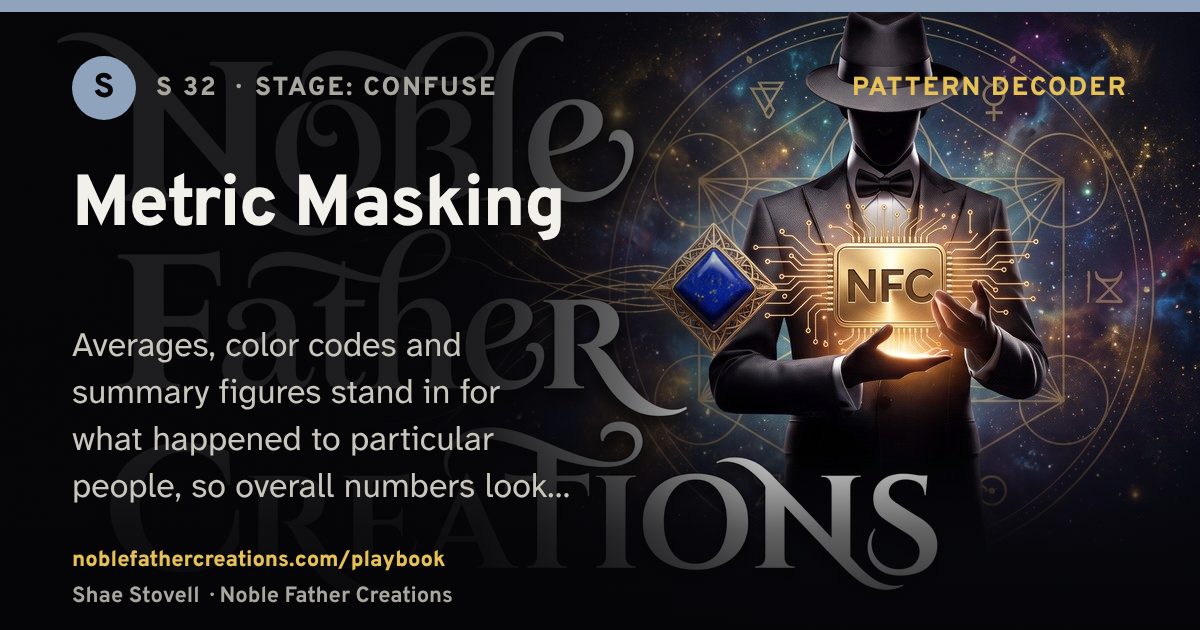 S
S 32 · STAGE: CONFUSE
PATTERN DECODER
Metric Masking
Averages, color codes and
summary figures stand in for
what happened to particular
people, so overall numbers look...
noblefathercreations.com/playbook
Shae Stovell · Noble Father Creations
NFC
Noble
FatheR
CREATIONS